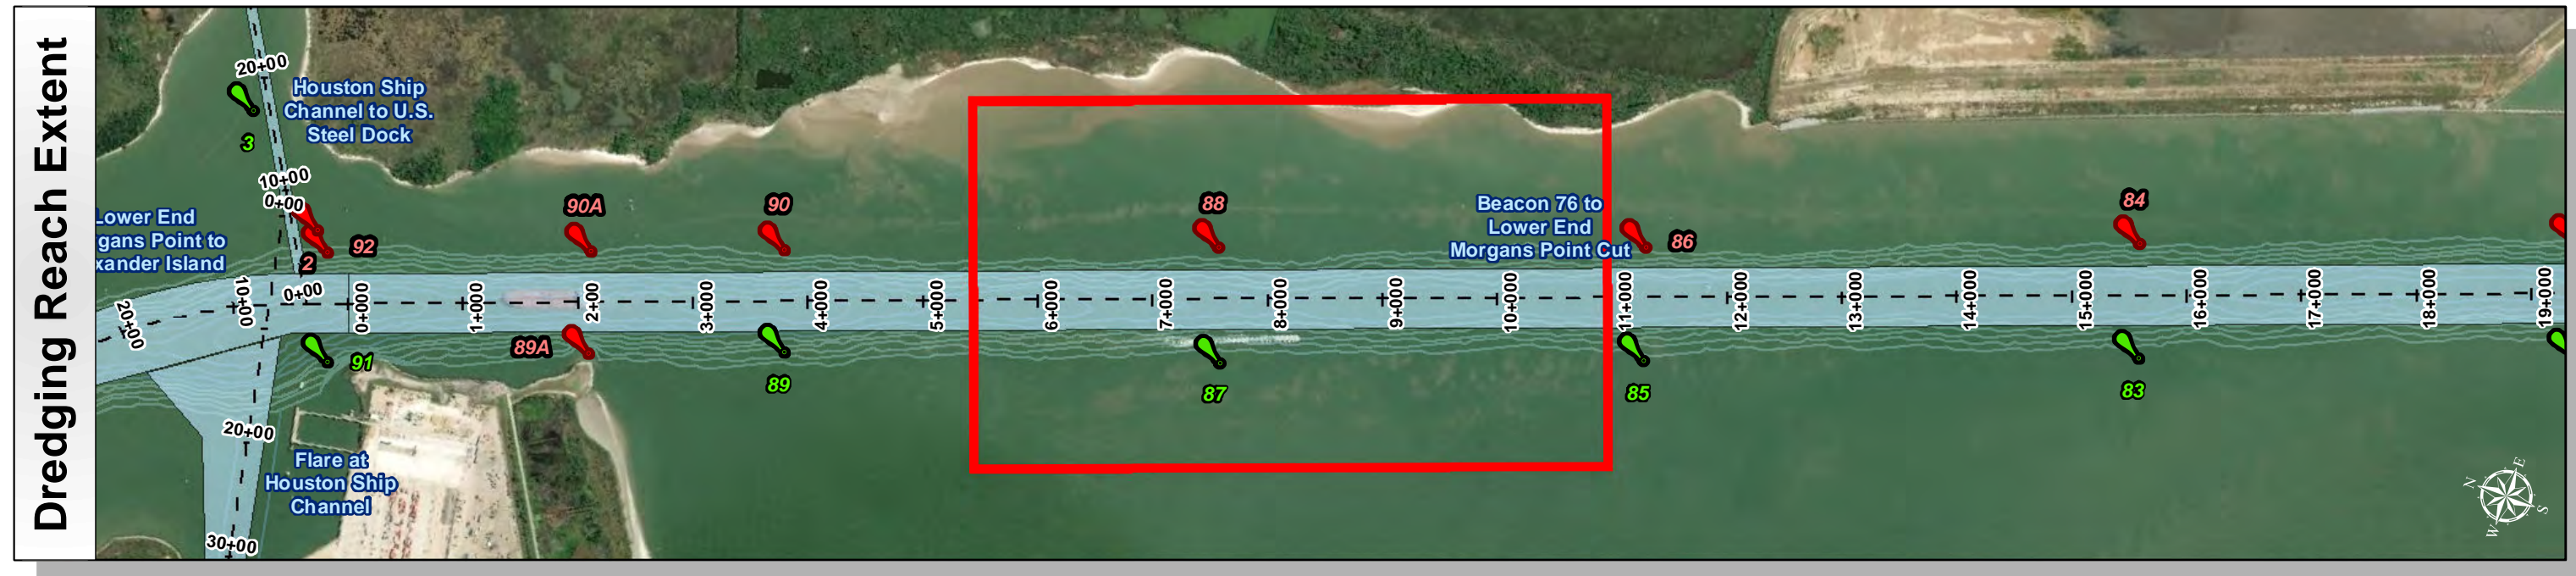 Dredging Reach Extent
20+00
3
Houston Ship
Channel to U.S.
Steel Dock
10+00
0+00
Lower End
gans Point to
xander Island
2
92
90A
90
88
Beacon 76 to
Lower End
Morgans Point Cut
86
84
20+00
10+00
0+00
0+000
1+000
2+00
3+000
4+000
5+000
6+000
7+000
8+000
9+000
10+000
11+000
12+000
13+000
14+000
15+000
16+000
17+000
18+000
19+000
91
89A
89
87
85
83
20+00
Flare at
Houston Ship
Channel
30+00
N
E
W
S